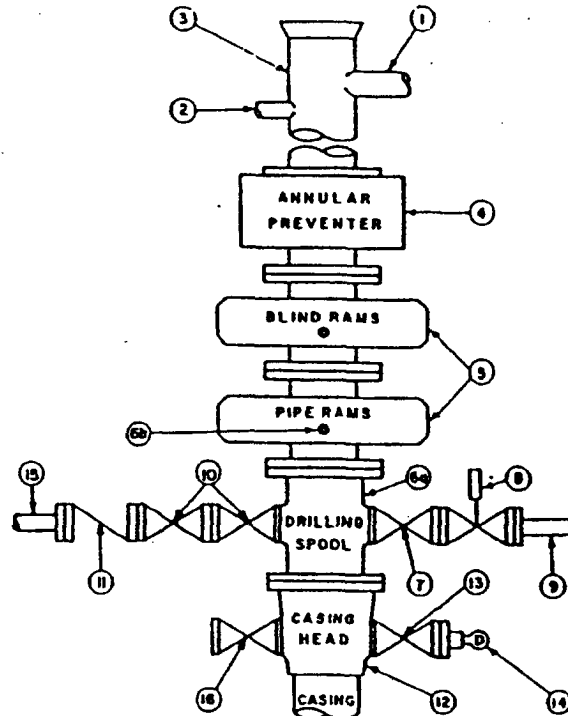 3
1
2
ANNULAR
PREVENTER
4
BLIND RAMS
5
PIPE RAMS
6b
15
10
6a
8
DRILLING
SPOOL
11
7
9
13
CASING
HEAD
16
12
14
CASING